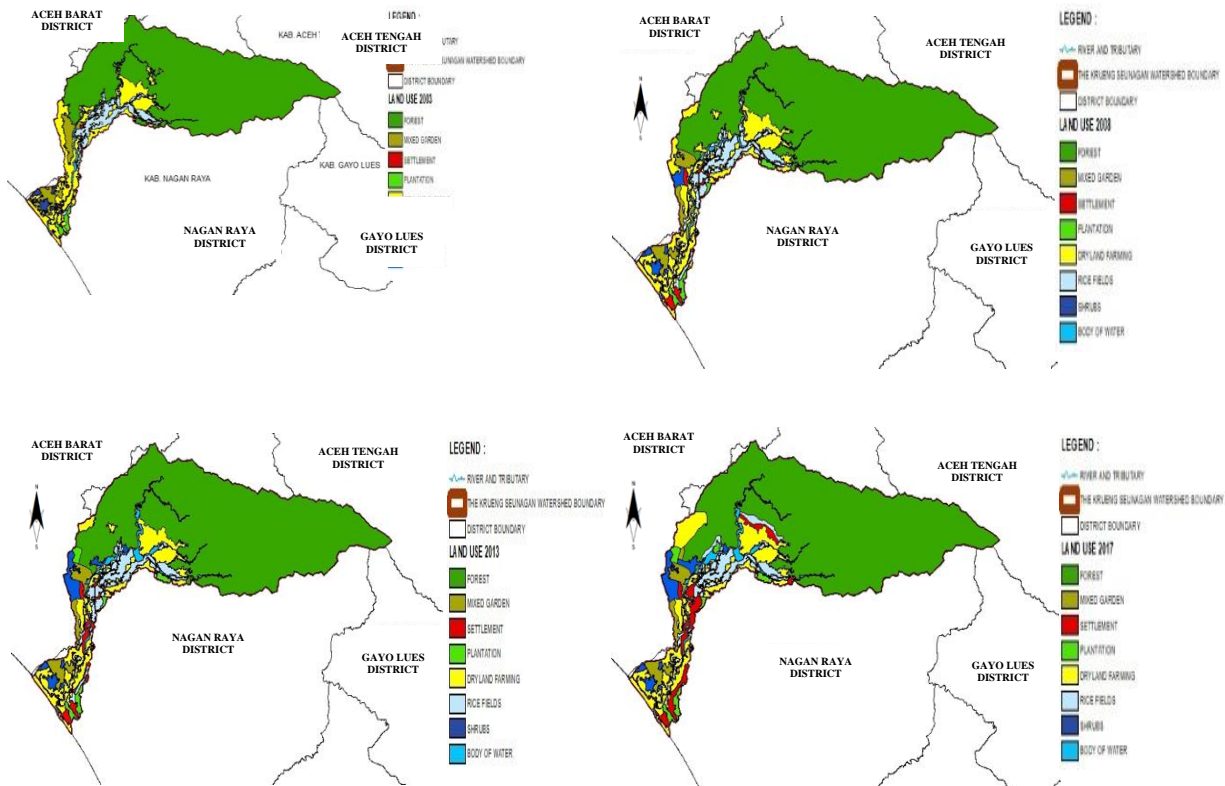 ACEH BARAT
DISTRICT
KAB. ACEH
ACEH TENGAH
DISTRICT
LEGEND :
WATERSHED BOUNDARY
DISTRICT BOUNDARY
LAND USE 2003
FOREST
MIXED GARDEN
SETTLEMENT
PLANTATION
KAB. GAYO LUES
KAB. NAGAN RAYA
NAGAN RAYA
DISTRICT
GAYO LUES
DISTRICT
ACEH BARAT
DISTRICT
ACEH TENGAH
DISTRICT
N
S
NAGAN RAYA
DISTRICT
GAYO LUES
DISTRICT
LEGEND :
RIVER AND TRIBUTARY
THE KRUENG SEUNAGAN WATERSHED BOUNDARY
DISTRICT BOUNDARY
LAND USE 2008
FOREST
MIXED GARDEN
SETTLEMENT
PLANTATION
DRYLAND FARMING
RICE FIELDS
SHRUBS
BODY OF WATER
ACEH BARAT
DISTRICT
ACEH TENGAH
DISTRICT
N
S
NAGAN RAYA
DISTRICT
GAYO LUES
DISTRICT
LEGEND :
RIVER AND TRIBUTARY
THE KRUENG SEUNAGAN WATERSHED BOUNDARY
DISTRICT BOUNDARY
LAND USE 2013
FOREST
MIXED GARDEN
SETTLEMENT
PLANTATION
DRYLAND FARMING
RICE FIELDS
SHRUBS
BODY OF WATER
ACEH BARAT
DISTRICT
ACEH TENGAH
DISTRICT
N
S
NAGAN RAYA
DISTRICT
GAYO LUES
DISTRICT
LEGEND :
RIVER AND TRIBUTARY
THE KRUENG SEUNAGAN WATERSHED BOUNDARY
DISTRICT BOUNDARY
LAND USE 2017
FOREST
MIXED GARDEN
SETTLEMENT
PLANTATION
DRYLAND FARMING
RICE FIELDS
SHRUBS
BODY OF WATER